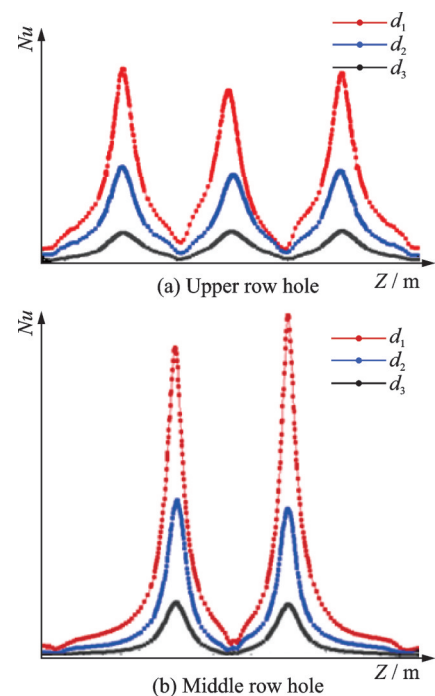 Nu
d₁
d₂
d₃
Z / m
(a) Upper row hole
Nu
d₁
d₂
d₃
Z / m
(b) Middle row hole